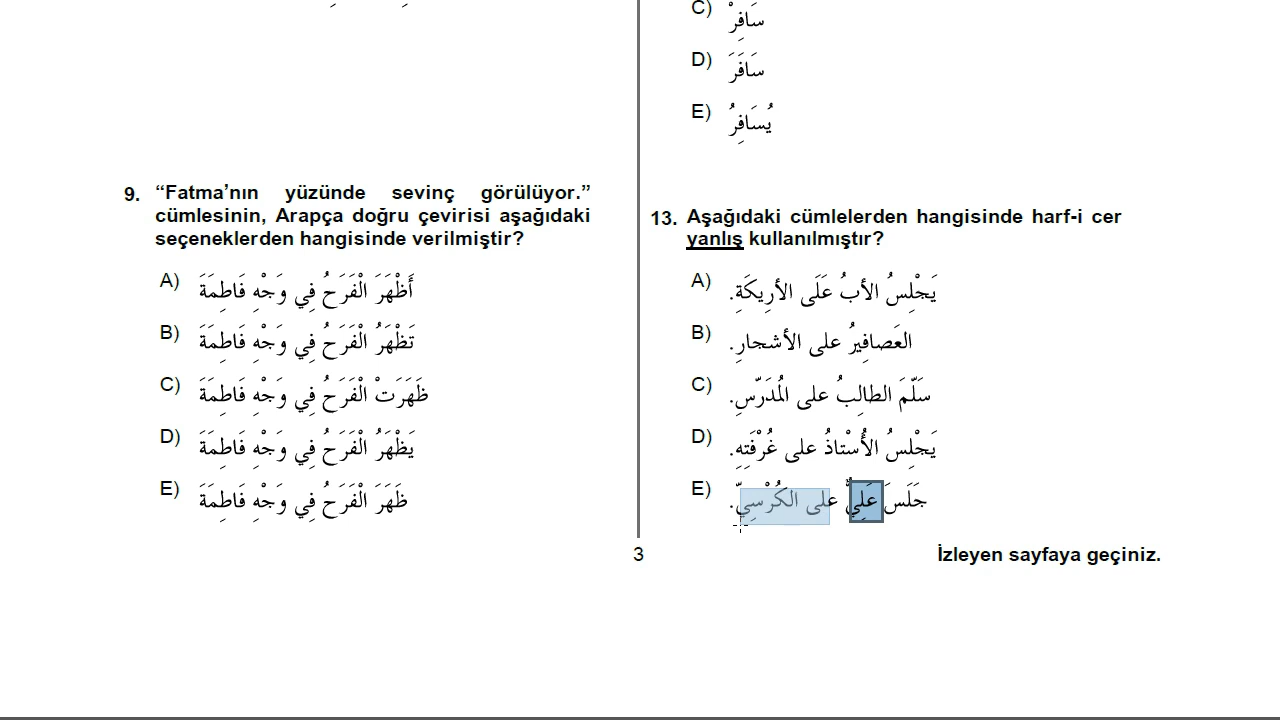 9. “Fatma’nın yüzünde sevinç görülüyor.”
cümlesinin, Arapça doğru çevirisi aşağıdaki
seçeneklerden hangisinde verilmiştir?
A) أَظْهَرَ الْفَرَحُ فِي وَجْهِ فَاطِمَةَ
B) تَظْهَرُ الْفَرَحُ فِي وَجْهِ فَاطِمَةَ
C) ظَهَرَتْ الْفَرَحُ فِي وَجْهِ فَاطِمَةَ
D) يَظْهَرُ الْفَرَحُ فِي وَجْهِ فَاطِمَةَ
E) ظَهَرَ الْفَرَحُ فِي وَجْهِ فَاطِمَةَ
C) سَافِرْ
D) سَافَرَ
E) يُسَافِرُ
13. Aşağıdaki cümlelerden hangisinde harf-i cer
yanlış kullanılmıştır?
A) يَجْلِسُ الأبُ عَلَى الأرِيكَةِ.
B) العَصافِيرُ على الأشجارِ.
C) سَلَّمَ الطالِبُ على المُدَرّسِ.
D) يَجْلِسُ الأُسْتاذُ على غُرْفَتِهِ.
E) جَلَسَ عَلِيٌّ على الكُرْسِيِّ.
3
İzleyen sayfaya geçiniz.